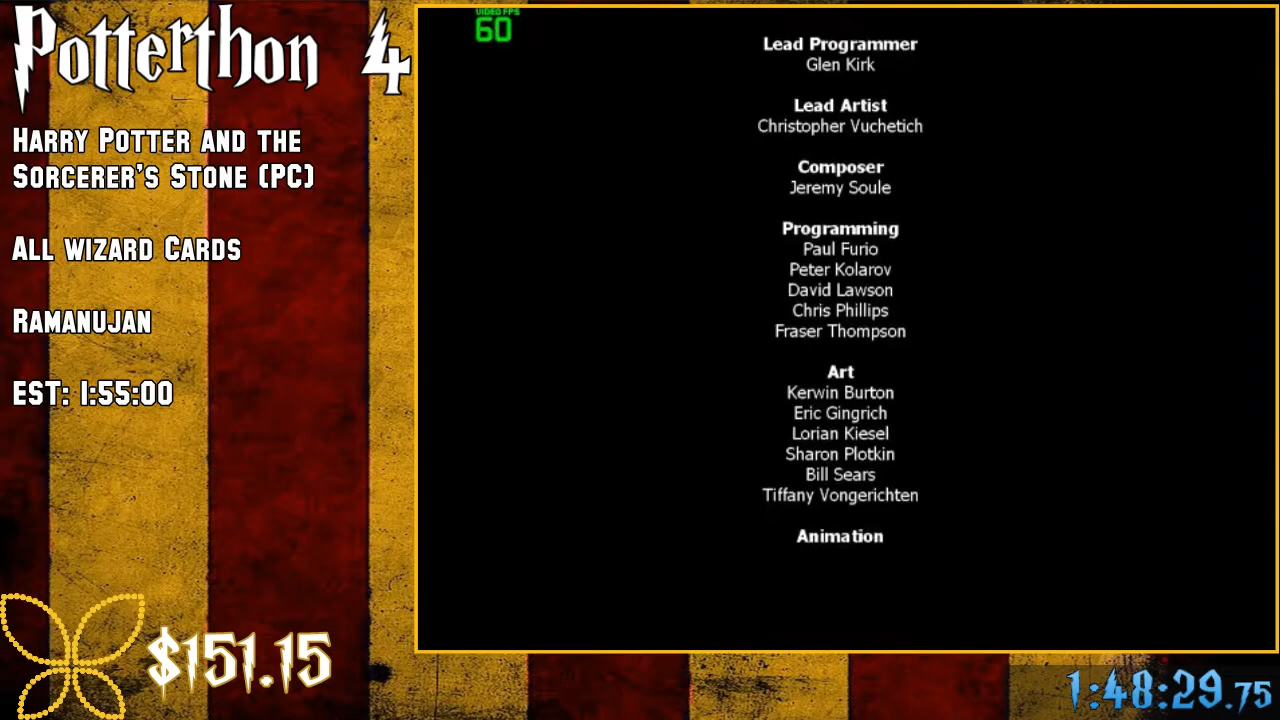 Potterthon 4
Harry Potter and the
Sorcerer's Stone (PC)
All wizard Cards
Ramanujan
EST: 1:55:00
$151.15
VIDEO FPS
60
Lead Programmer
Glen Kirk
Lead Artist
Christopher Vuchetich
Composer
Jeremy Soule
Programming
Paul Furio
Peter Kolarov
David Lawson
Chris Phillips
Fraser Thompson
Art
Kerwin Burton
Eric Gingrich
Lorian Kiesel
Sharon Plotkin
Bill Sears
Tiffany Vongerichten
Animation
1:48:29.75